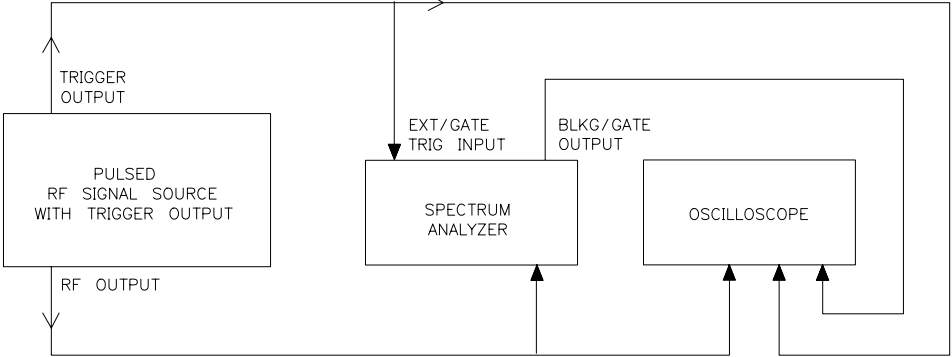 TRIGGER
OUTPUT
EXT/GATE
TRIG INPUT
BLKG/GATE
OUTPUT
PULSED
RF SIGNAL SOURCE
WITH TRIGGER OUTPUT
SPECTRUM
ANALYZER
OSCILLOSCOPE
RF OUTPUT